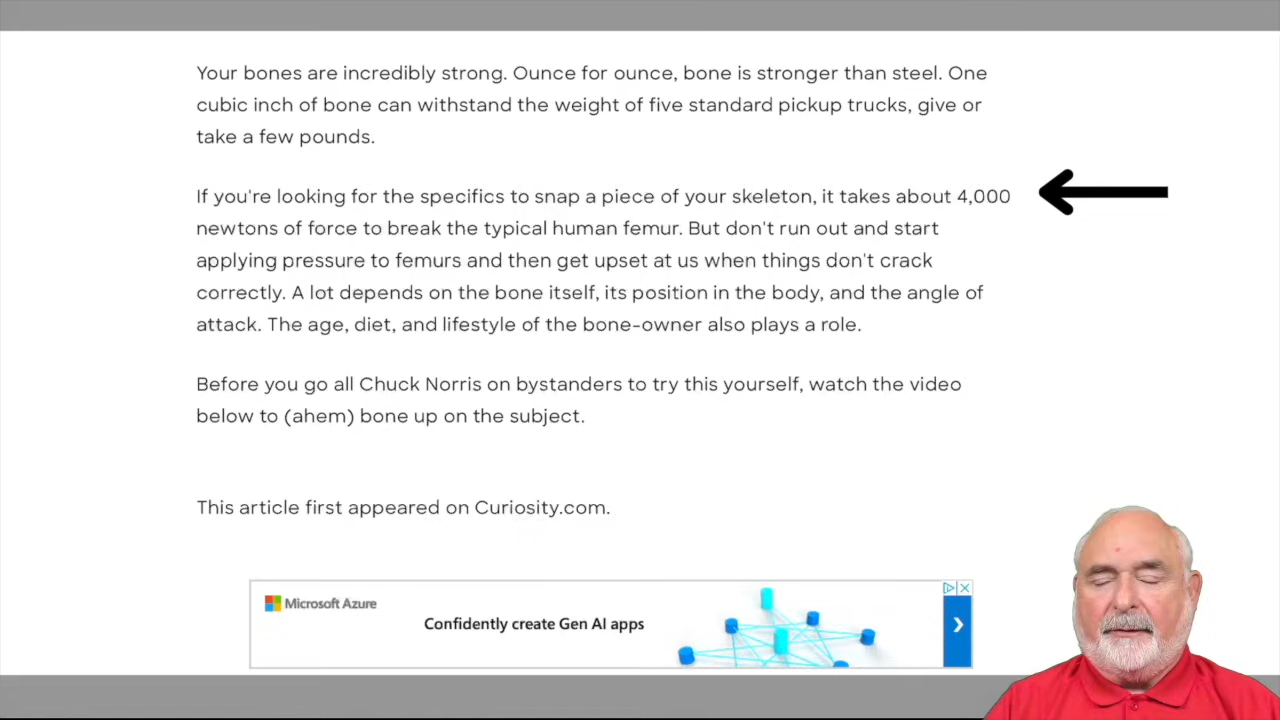 Your bones are incredibly strong. Ounce for ounce, bone is stronger than steel. One
cubic inch of bone can withstand the weight of five standard pickup trucks, give or
take a few pounds.
If you're looking for the specifics to snap a piece of your skeleton, it takes about 4,000
newtons of force to break the typical human femur. But don't run out and start
applying pressure to femurs and then get upset at us when things don't crack
correctly. A lot depends on the bone itself, its position in the body, and the angle of
attack. The age, diet, and lifestyle of the bone-owner also plays a role.
Before you go all Chuck Norris on bystanders to try this yourself, watch the video
below to (ahem) bone up on the subject.
This article first appeared on Curiosity.com.
Microsoft Azure
Confidently create Gen AI apps